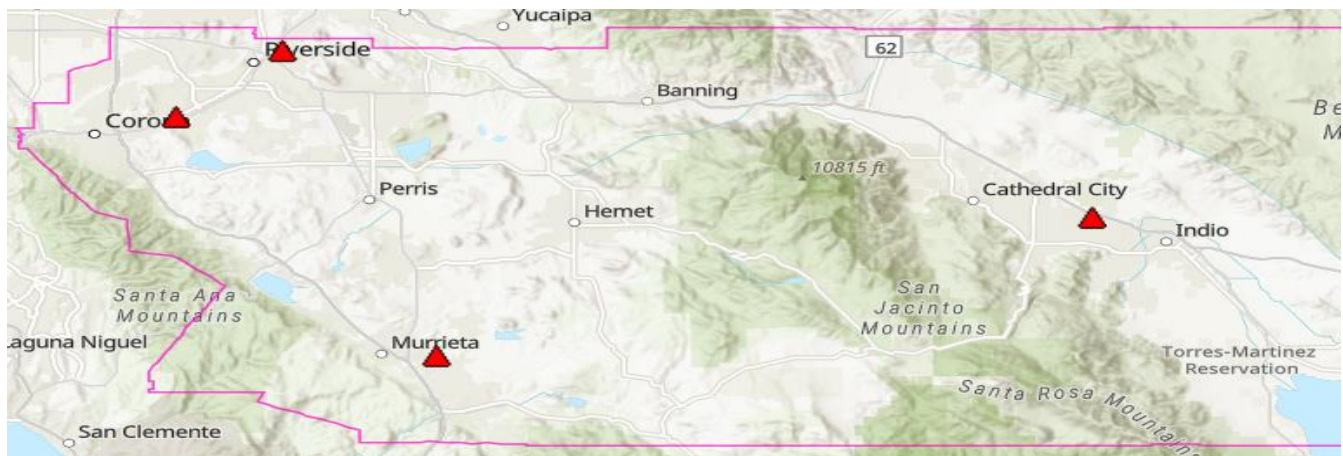 Yucaipa
Riverside
62
Banning
Corona
10815 ft
Perris
Cathedral City
Hemet
Indio
Santa Ana
Mountains
San
Jacinto
Mountains
Laguna Niguel
Murrieta
Torres-Martinez
Reservation
Santa Rosa Mountains
San Clemente